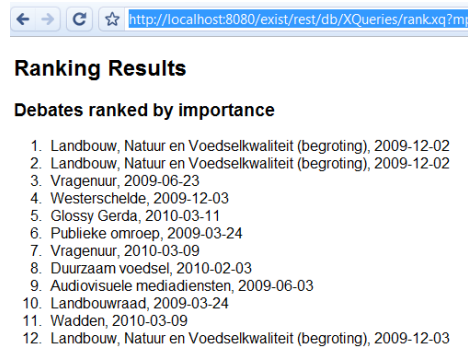 http://localhost:8080/exist/rest/db/XQueries/rank.xq?mp
Ranking Results
Debates ranked by importance
1. Landbouw, Natuur en Voedselkwaliteit (begroting), 2009-12-02
2. Landbouw, Natuur en Voedselkwaliteit (begroting), 2009-12-02
3. Vragenuur, 2009-06-23
4. Westerschelde, 2009-12-03
5. Glossy Gerda, 2010-03-11
6. Publieke omroep, 2009-03-24
7. Vragenuur, 2010-03-09
8. Duurzaam voedsel, 2010-02-03
9. Audiovisuele mediadiensten, 2009-06-03
10. Landbouwraad, 2009-03-24
11. Wadden, 2010-03-09
12. Landbouw, Natuur en Voedselkwaliteit (begroting), 2009-12-03